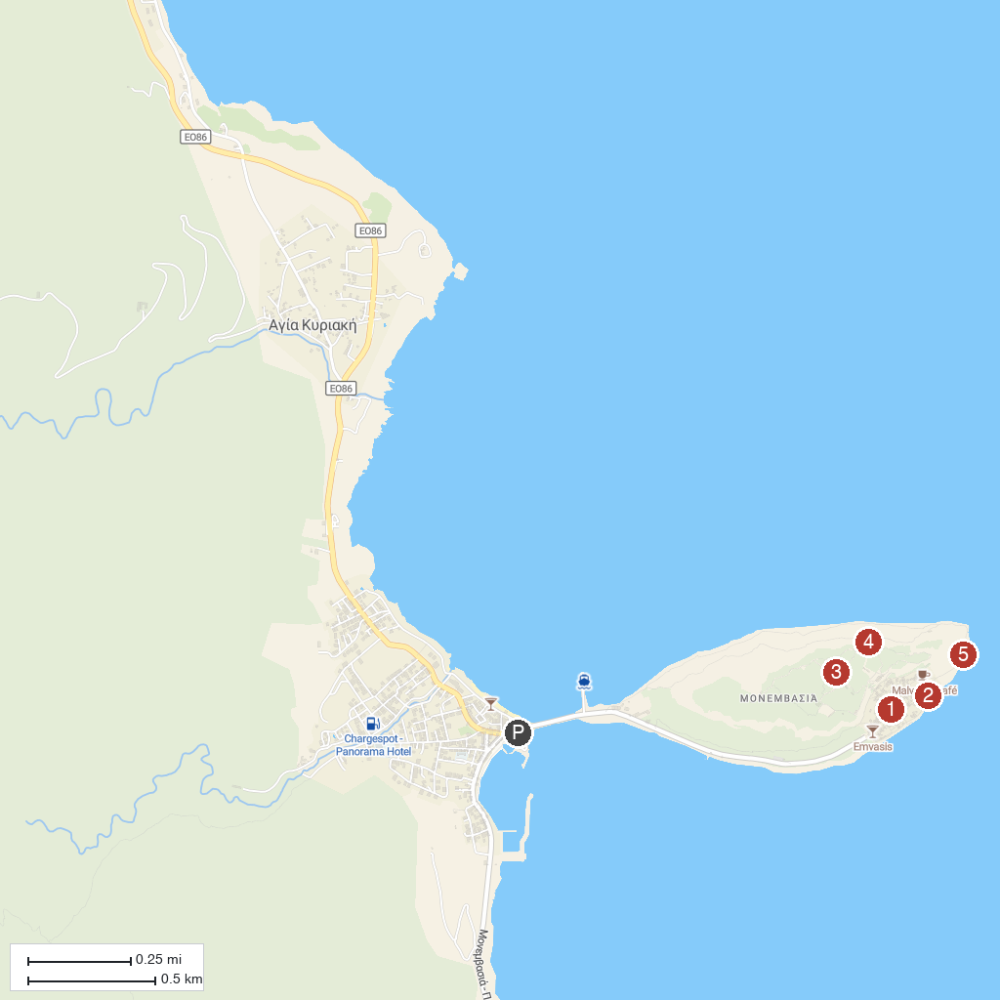 EO86
EO86
Αγία Κυριακή
EO86
4
5
3
ΜΟΝΕΜΒΑΣΙΑ
2
1
P
Chargespot -
Panorama Hotel
Emvasis
Μονεμβασιά - Π
0.25 mi
0.5 km